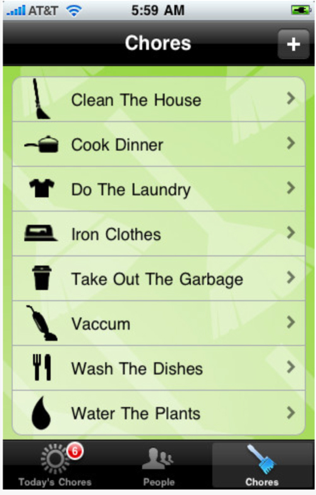 AT&T 5:59 AM
Chores +
Clean The House
Cook Dinner
Do The Laundry
Iron Clothes
Take Out The Garbage
Vaccum
Wash The Dishes
Water The Plants
6
Today's Chores People Chores